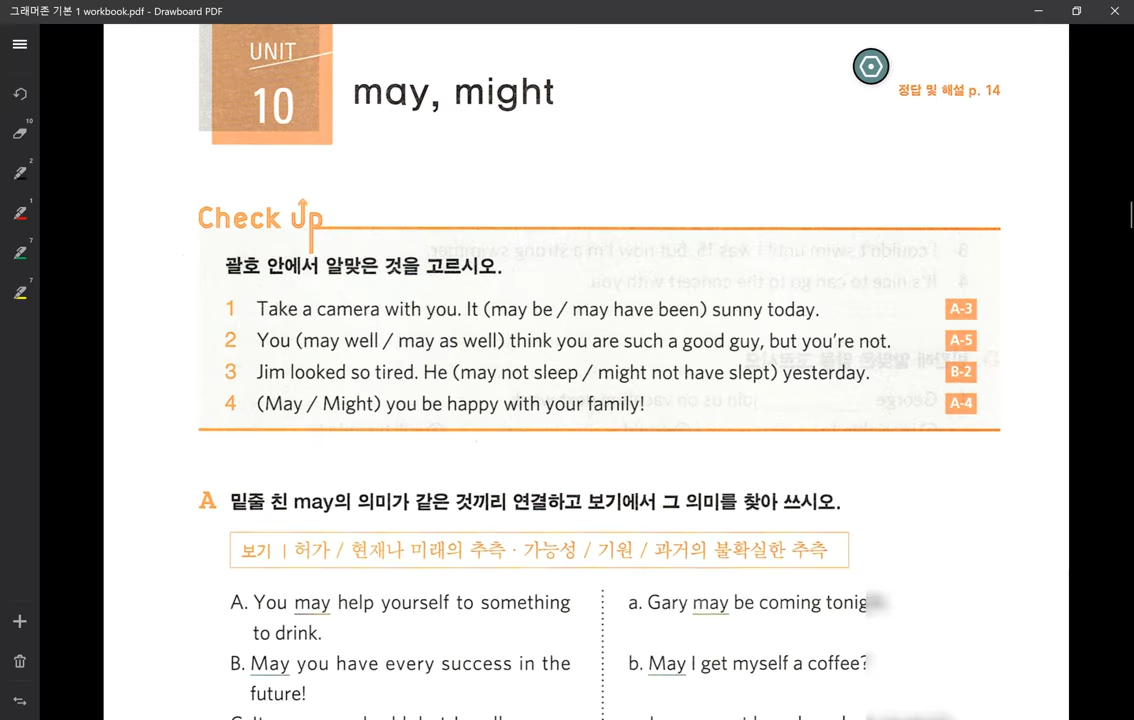 그래머존 기본 1 workbook.pdf - Drawboard PDF
UNIT
10
may, might
정답 및 해설 p. 14
10
2
1
7
7
Check Up
괄호 안에서 알맞은 것을 고르시오.
1 Take a camera with you. It (may be / may have been) sunny today. A-3
2 You (may well / may as well) think you are such a good guy, but you're not. A-5
3 Jim looked so tired. He (may not sleep / might not have slept) yesterday. B-2
4 (May / Might) you be happy with your family! A-4
A 밑줄 친 may의 의미가 같은 것끼리 연결하고 보기에서 그 의미를 찾아 쓰시오.
보기 | 허가 / 현재나 미래의 추측 · 가능성 / 기원 / 과거의 불확실한 추측
A. You may help yourself to something
to drink.
B. May you have every success in the
future!
a. Gary may be coming
b. May I get myself a coffee?